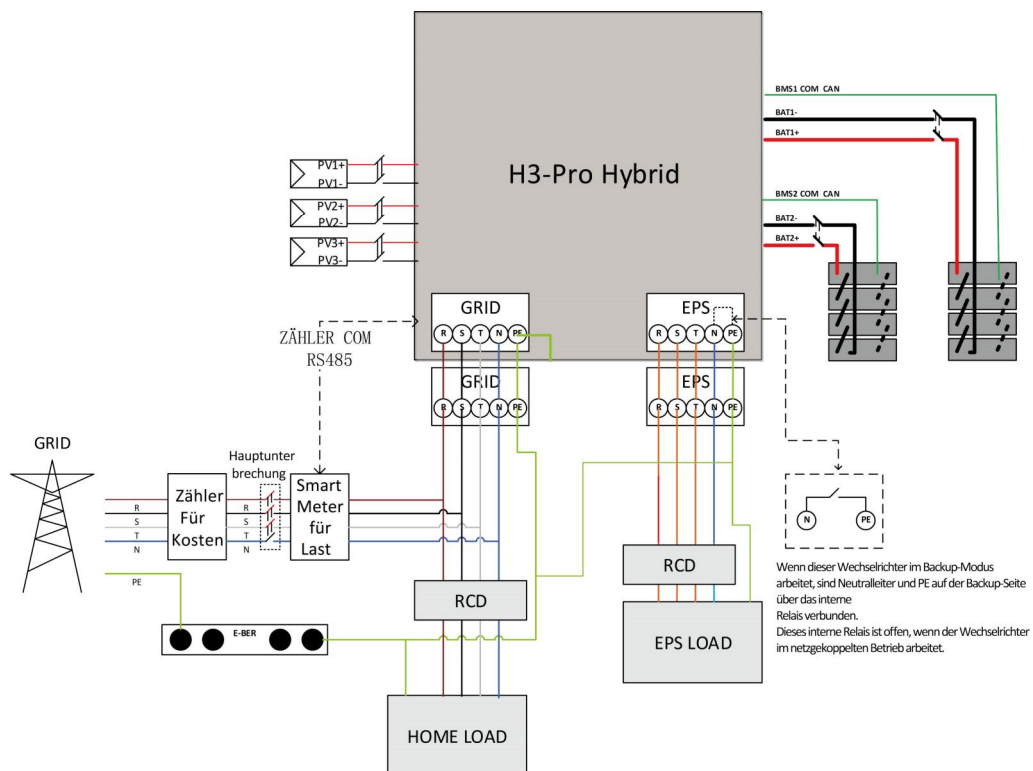 H3-Pro Hybrid
BMS1 COM CAN
BAT1-
BAT1+
BMS2 COM CAN
BAT2-
BAT2+
PV1+
PV1-
PV2+
PV2-
PV3+
PV3-
GRID
R S T N PE
EPS
R S T N PE
ZÄHLER COM
RS485
GRID
R S T N PE
EPS
R S T N PE
GRID
Hauptunter
brechung
Zähler
Für
Kosten
Smart
Meter
für
Last
R
S
T
N
R
S
T
N
PE
E-BER
RCD
HOME LOAD
RCD
EPS LOAD
N
PE
Wenn dieser Wechselrichter im Backup-Modus
arbeitet, sind Neutralleiter und PE auf der Backup-Seite
über das interne
Relais verbunden.
Dieses interne Relais ist offen, wenn der Wechselrichter
im netzgekoppelten Betrieb arbeitet.